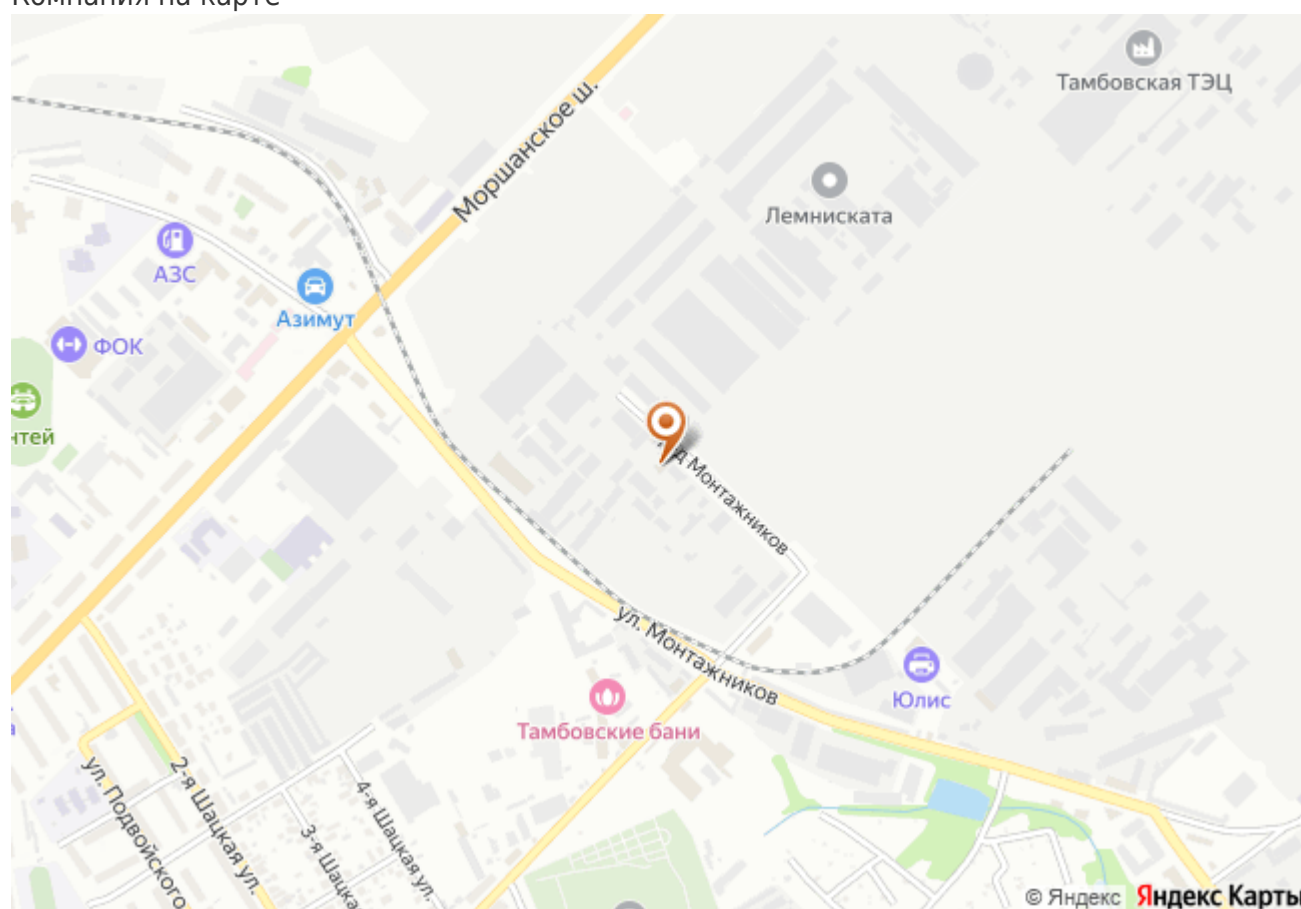 Компания на карте
Тамбовская ТЭЦ
Моршанское ш.
Лемниската
АЗС
Азимут
ФОК
нтей
Монтажников
ул. Монтажников
Юлис
Тамбовские бани
2-я Шацкая ул.
4-я Шацкая ул.
3-я Шацка
ул. Подвойского
© Яндекс Яндекс Карты